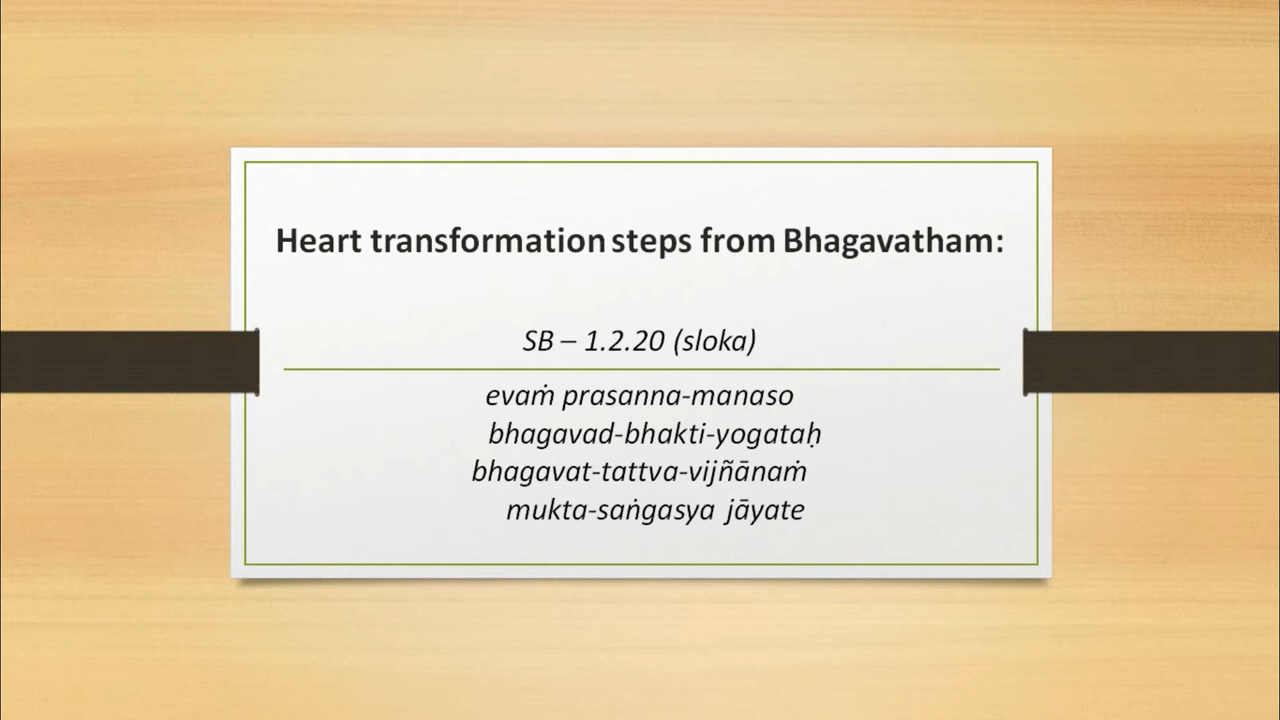 Heart transformation steps from Bhagavatham:
SB – 1.2.20 (sloka)
evaṁ prasanna-manaso
bhagavad-bhakti-yogataḥ
bhagavat-tattva-vijñānaṁ
mukta-saṅgasya jāyate